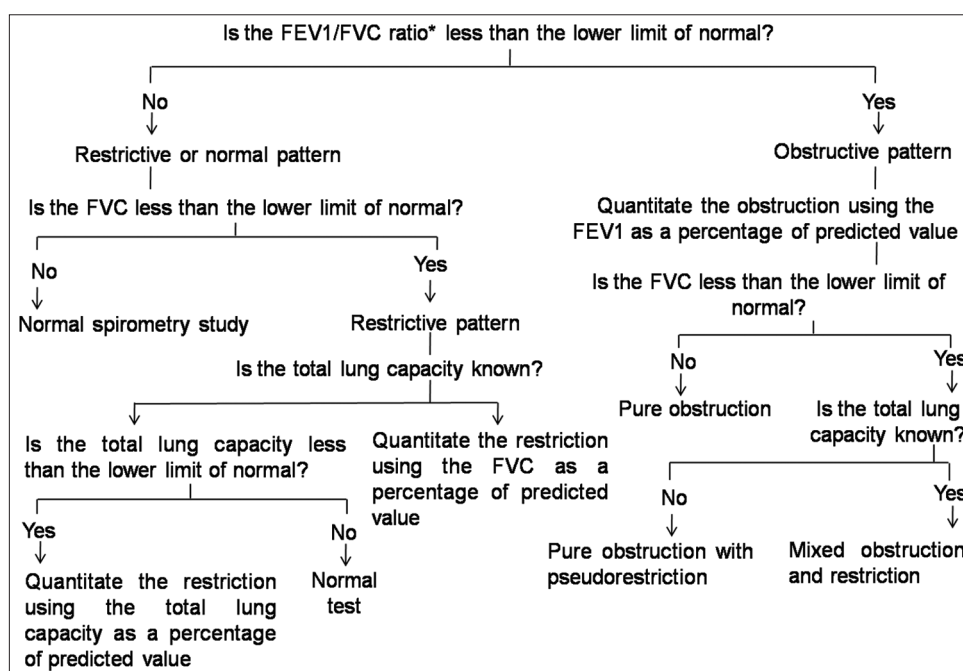 Is the FEV1/FVC ratio* less than the lower limit of normal?
No
Yes
Restrictive or normal pattern
Obstructive pattern
Is the FVC less than the lower limit of normal?
Quantitate the obstruction using the
FEV1 as a percentage of predicted value
No
Yes
Is the FVC less than the lower limit of
normal?
Normal spirometry study
Restrictive pattern
Is the total lung capacity known?
No
Yes
Pure obstruction
Is the total lung
capacity known?
Is the total lung capacity less
than the lower limit of normal?
Quantitate the restriction
using the FVC as a
percentage of predicted
value
Yes
No
No
Yes
Quantitate the restriction
using the total lung
capacity as a percentage
of predicted value
Normal
test
Pure obstruction with
pseudorestriction
Mixed obstruction
and restriction